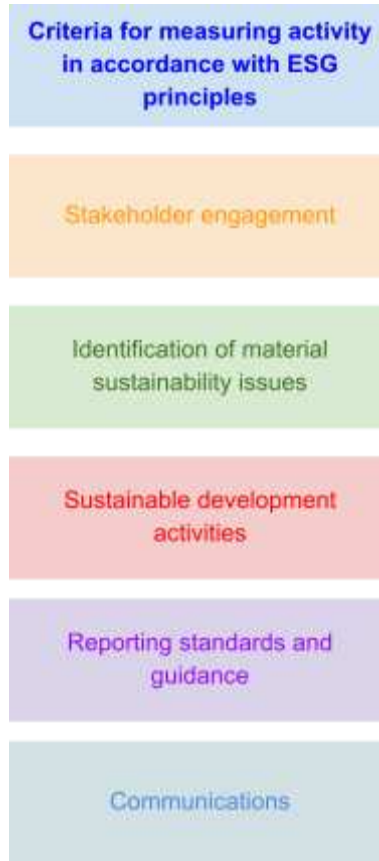 Criteria for measuring activity
in accordance with ESG
principles
Stakeholder engagement
Identification of material
sustainability issues
Sustainable development
activities
Reporting standards and
guidance
Communications